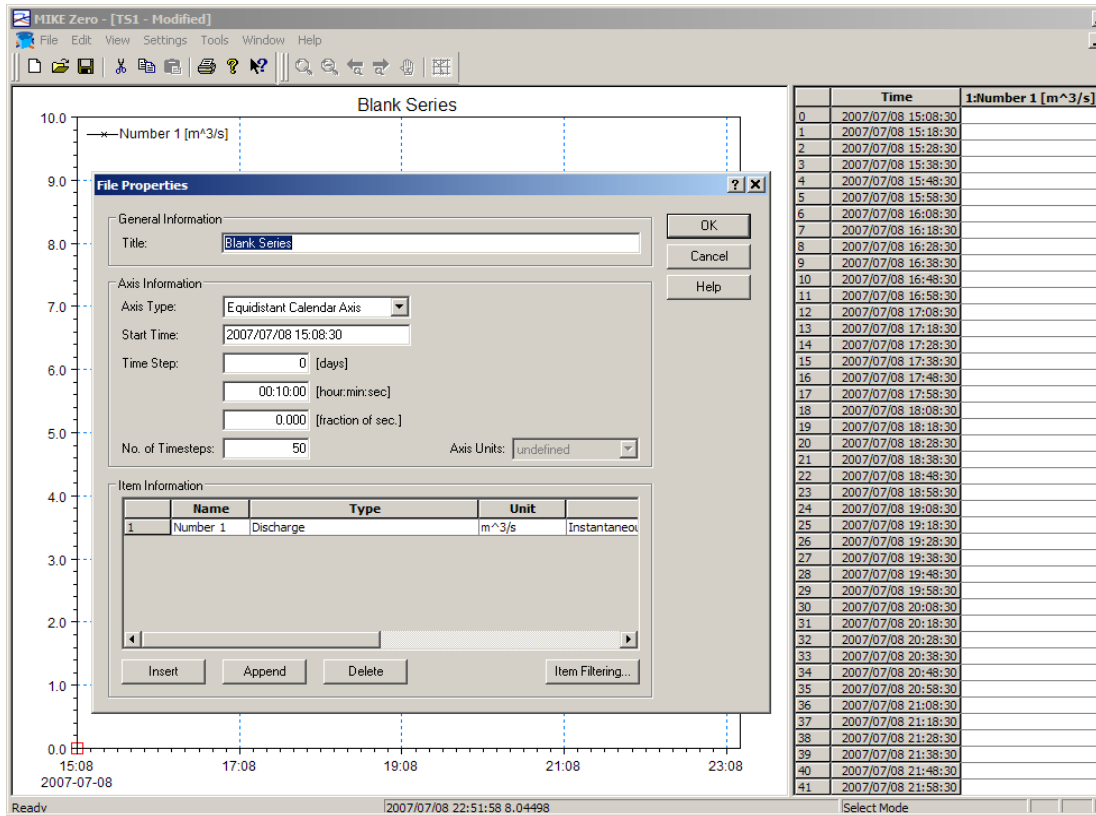 MIKE Zero - [TS1 - Modified]
File Edit View Settings Tools Window Help
Blank Series
Number 1 [m^3/s]
10.0
9.0
8.0
7.0
6.0
5.0
4.0
3.0
2.0
1.0
0.0
15:08 17:08 19:08 21:08 23:08
2007-07-08
File Properties
General Information
Title: Blank Series
OK
Cancel
Help
Axis Information
Axis Type: Equidistant Calendar Axis
Start Time: 2007/07/08 15:08:30
Time Step: 0 [days]
00:10:00 [hour:min:sec]
0.000 [fraction of sec.]
No. of Timesteps: 50 Axis Units: undefined
Item Information
Name Type Unit
1 Number 1 Discharge m^3/s Instantaneou
Insert Append Delete Item Filtering...
Time 1:Number 1 [m^3/s]
0 2007/07/08 15:08:30
1 2007/07/08 15:18:30
2 2007/07/08 15:28:30
3 2007/07/08 15:38:30
4 2007/07/08 15:48:30
5 2007/07/08 15:58:30
6 2007/07/08 16:08:30
7 2007/07/08 16:18:30
8 2007/07/08 16:28:30
9 2007/07/08 16:38:30
10 2007/07/08 16:48:30
11 2007/07/08 16:58:30
12 2007/07/08 17:08:30
13 2007/07/08 17:18:30
14 2007/07/08 17:28:30
15 2007/07/08 17:38:30
16 2007/07/08 17:48:30
17 2007/07/08 17:58:30
18 2007/07/08 18:08:30
19 2007/07/08 18:18:30
20 2007/07/08 18:28:30
21 2007/07/08 18:38:30
22 2007/07/08 18:48:30
23 2007/07/08 18:58:30
24 2007/07/08 19:08:30
25 2007/07/08 19:18:30
26 2007/07/08 19:28:30
27 2007/07/08 19:38:30
28 2007/07/08 19:48:30
29 2007/07/08 19:58:30
30 2007/07/08 20:08:30
31 2007/07/08 20:18:30
32 2007/07/08 20:28:30
33 2007/07/08 20:38:30
34 2007/07/08 20:48:30
35 2007/07/08 20:58:30
36 2007/07/08 21:08:30
37 2007/07/08 21:18:30
38 2007/07/08 21:28:30
39 2007/07/08 21:38:30
40 2007/07/08 21:48:30
41 2007/07/08 21:58:30
Ready 2007/07/08 22:51:58 8.04498 Select Mode